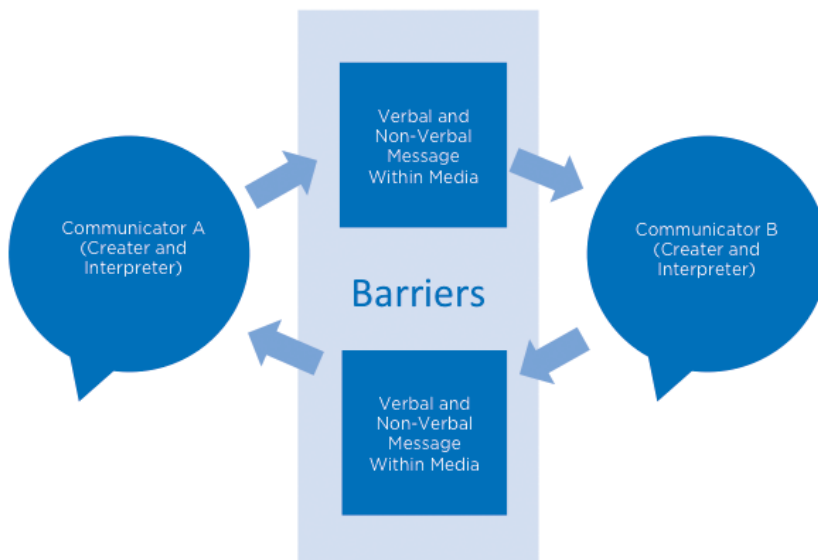 Verbal and
Non-Verbal
Message
Within Media
Communicator A
(Creater and
Interpreter)
Communicator B
(Creater and
Interpreter)
Barriers
Verbal and
Non-Verbal
Message
Within Media